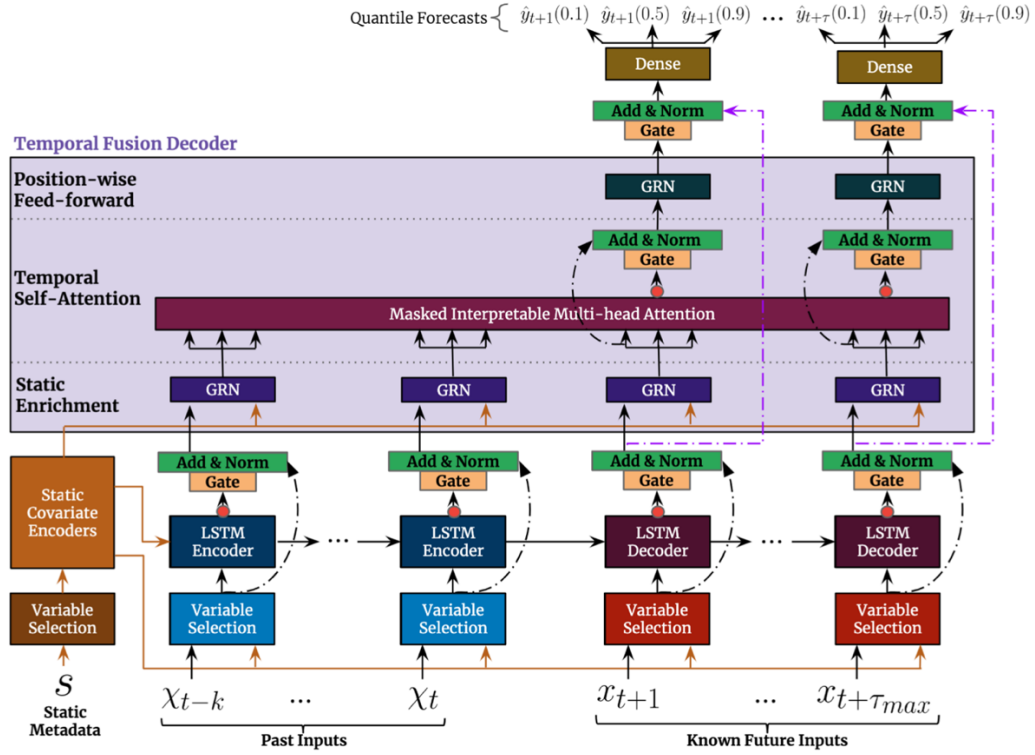 Quantile Forecasts { ŷt+1(0.1) ŷt+1(0.5) ŷt+1(0.9) ... ŷt+τ(0.1) ŷt+τ(0.5) ŷt+τ(0.9)
Dense Dense
Add & Norm Add & Norm
Gate Gate
Temporal Fusion Decoder
Position-wise
Feed-forward
GRN GRN
Add & Norm Add & Norm
Gate Gate
Temporal
Self-Attention
Masked Interpretable Multi-head Attention
Static
Enrichment
GRN GRN GRN GRN
Add & Norm Add & Norm Add & Norm Add & Norm
Gate Gate Gate Gate
Static
Covariate
Encoders
LSTM
Encoder
...
LSTM
Encoder
LSTM
Decoder
...
LSTM
Decoder
Variable
Selection
Variable
Selection
Variable
Selection
Variable
Selection
Variable
Selection
s
Static
Metadata
χt−k ... χt xt+1 ... xt+τmax
Past Inputs Known Future Inputs